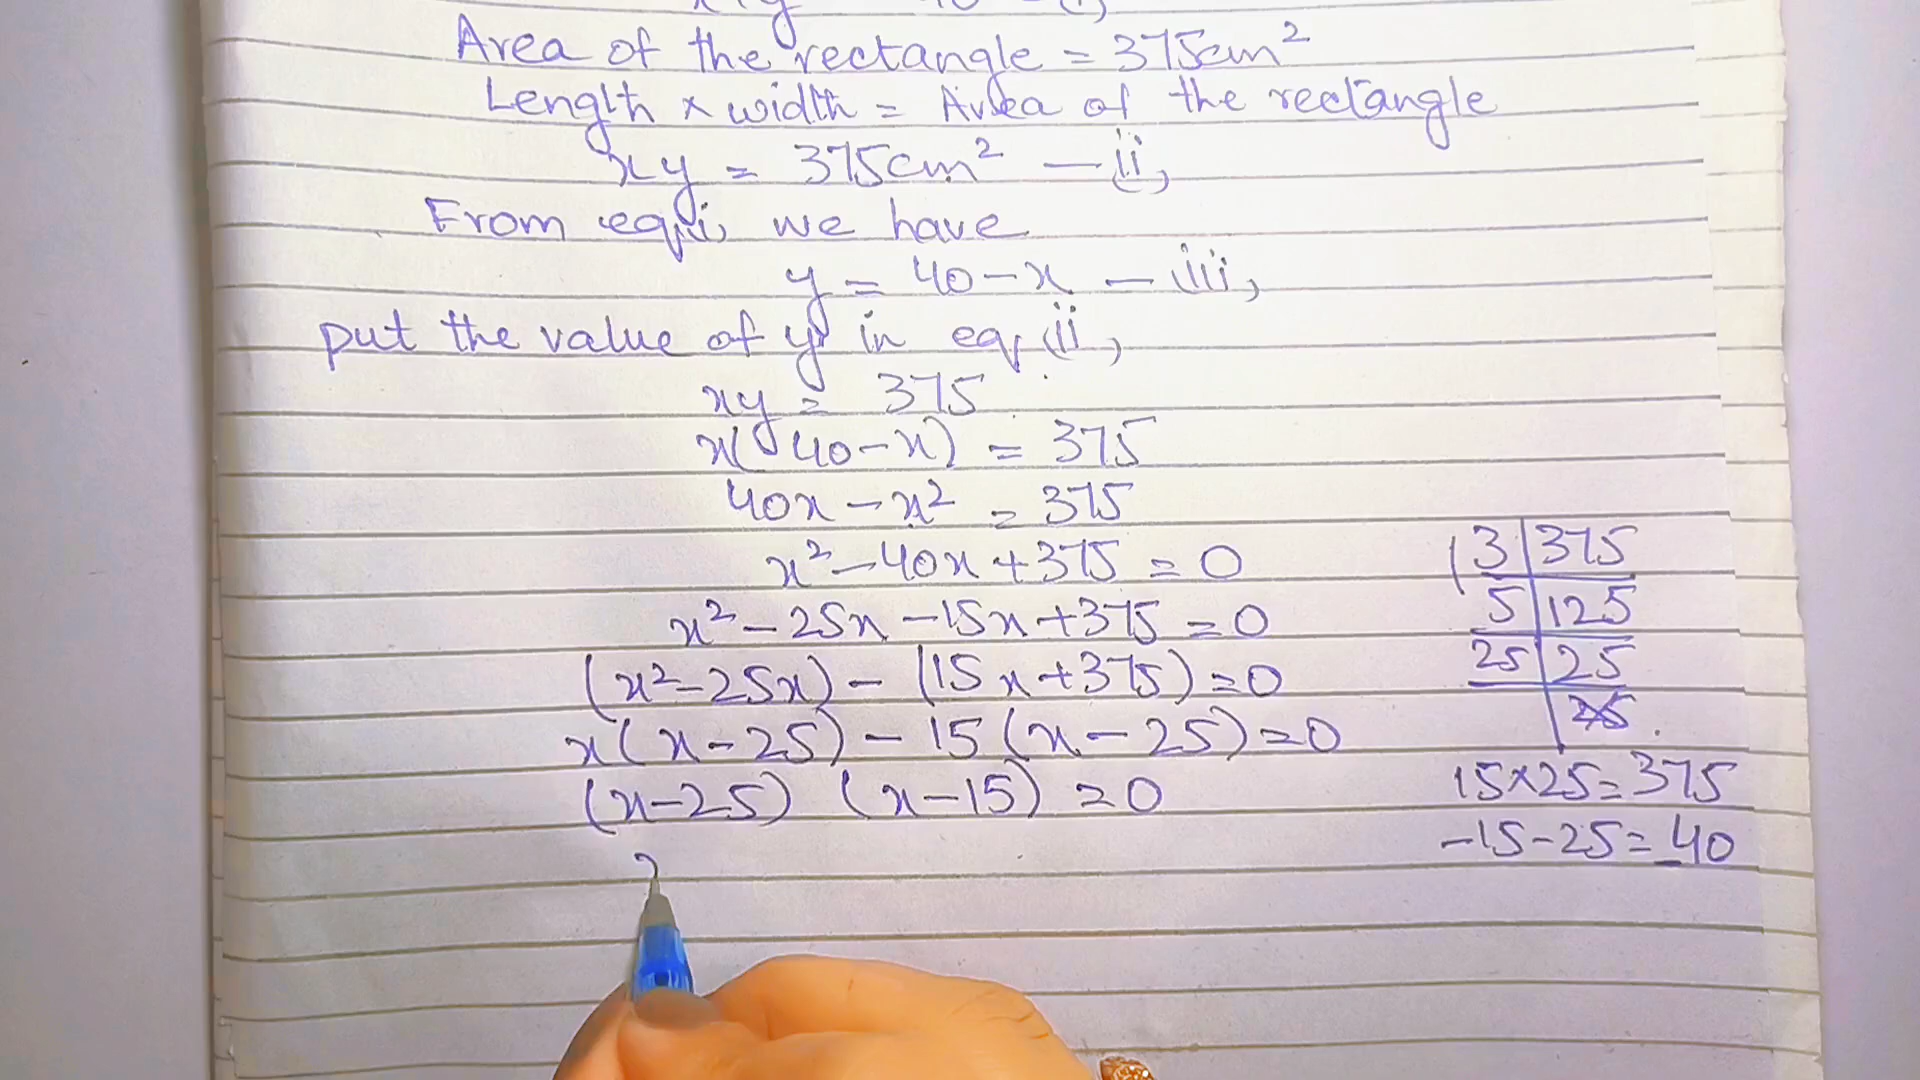 Area of the rectangle = 375cm²
Length × width = Area of the rectangle
xy = 375cm² — ii,
From eq i, we have
y = 40 - x — iii,
put the value of y in eq (ii,
xy = 375
x(40-x) = 375
40x - x² = 375
x² - 40x + 375 = 0
x² - 25x - 15x + 375 = 0
(x² - 25x) - (15x + 375) = 0
x(x - 25) - 15(x - 25) = 0
(x - 25) (x - 15) = 0
3 | 375
5 | 125
25 | 25
15×25 = 375
-15-25 = -40